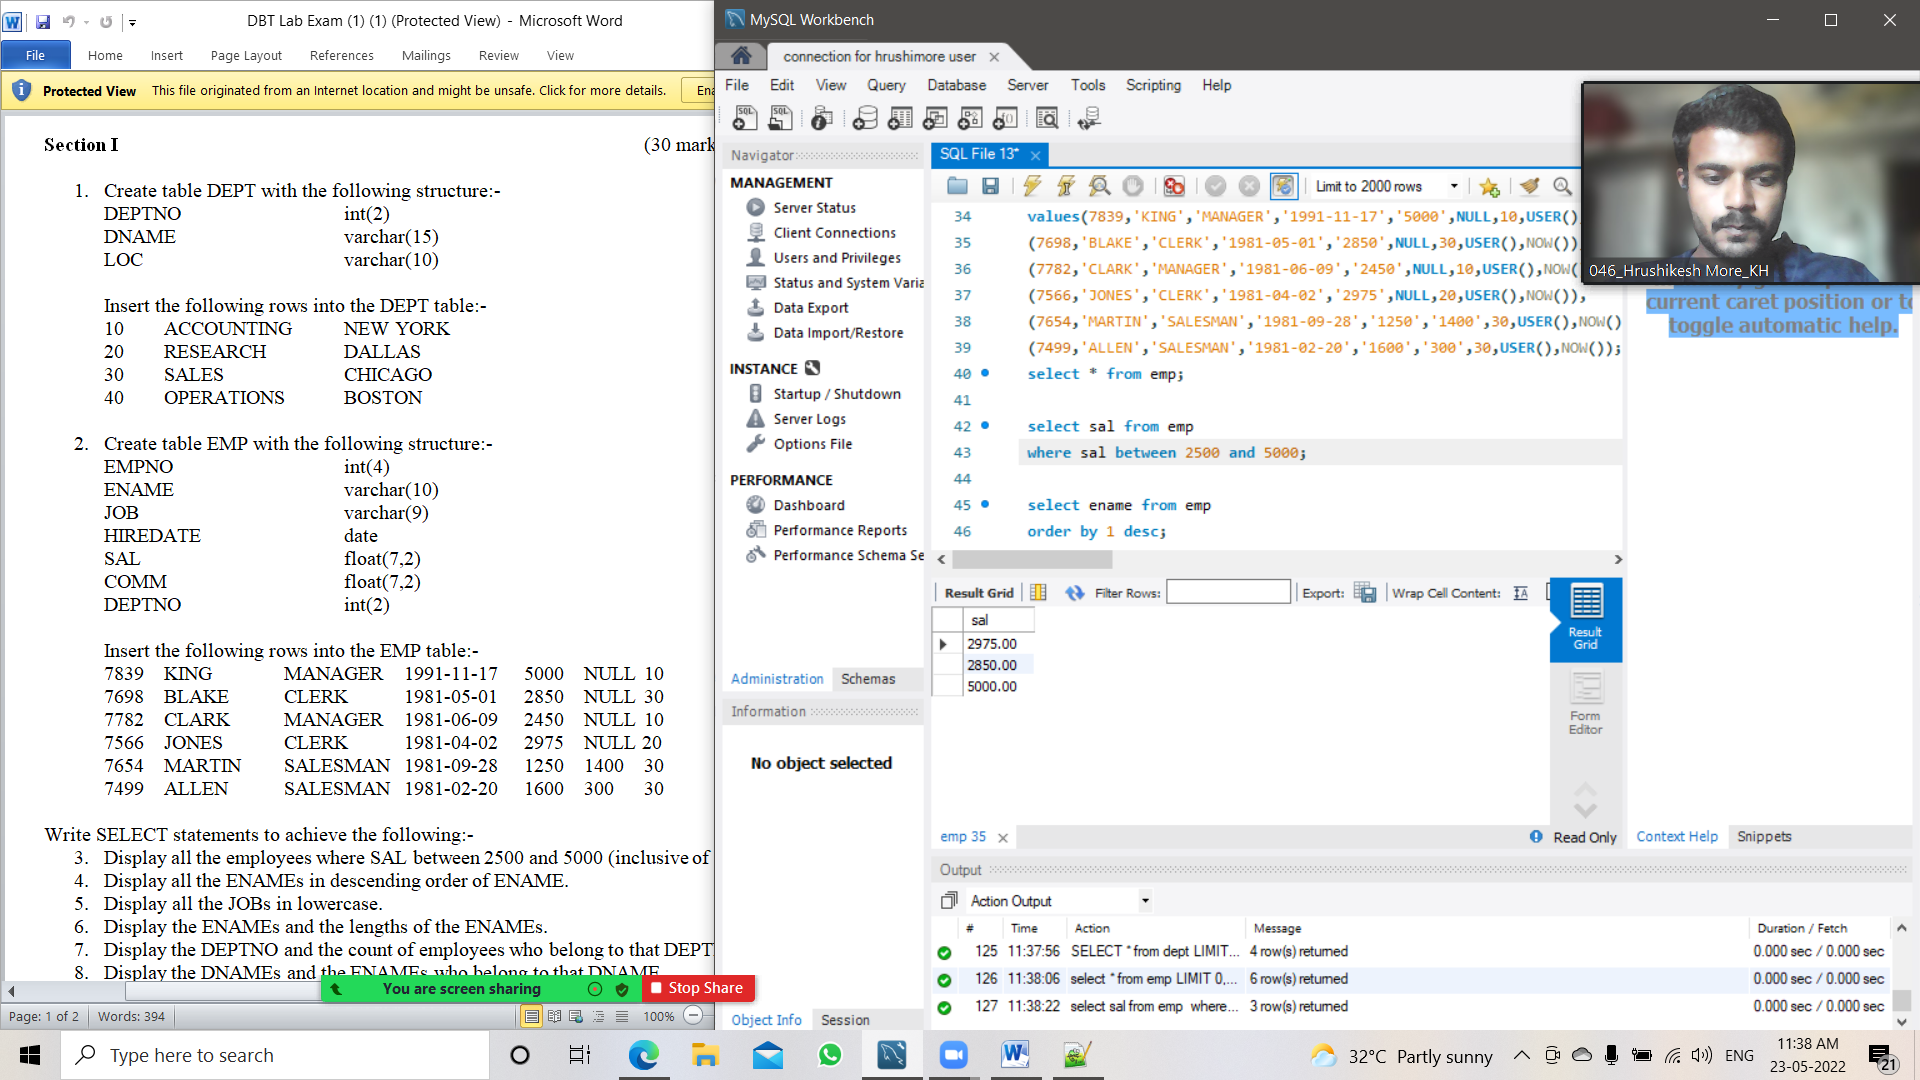 DBT Lab Exam (1) (1) (Protected View) - Microsoft Word
File Home Insert Page Layout References Mailings Review View
Protected View This file originated from an Internet location and might be unsafe. Click for more details.
Section I (30 mark
1. Create table DEPT with the following structure:-
DEPTNO int(2)
DNAME varchar(15)
LOC varchar(10)
Insert the following rows into the DEPT table:-
10 ACCOUNTING NEW YORK
20 RESEARCH DALLAS
30 SALES CHICAGO
40 OPERATIONS BOSTON
2. Create table EMP with the following structure:-
EMPNO int(4)
ENAME varchar(10)
JOB varchar(9)
HIREDATE date
SAL float(7,2)
COMM float(7,2)
DEPTNO int(2)
Insert the following rows into the EMP table:-
7839 KING MANAGER 1991-11-17 5000 NULL 10
7698 BLAKE CLERK 1981-05-01 2850 NULL 30
7782 CLARK MANAGER 1981-06-09 2450 NULL 10
7566 JONES CLERK 1981-04-02 2975 NULL 20
7654 MARTIN SALESMAN 1981-09-28 1250 1400 30
7499 ALLEN SALESMAN 1981-02-20 1600 300 30
Write SELECT statements to achieve the following:-
3. Display all the employees where SAL between 2500 and 5000 (inclusive of
4. Display all the ENAMEs in descending order of ENAME.
5. Display all the JOBs in lowercase.
6. Display the ENAMEs and the lengths of the ENAMEs.
7. Display the DEPTNO and the count of employees who belong to that DEPT
8. Display the DNAMEs and the ENAMEs who belong to that DNAME
You are screen sharing Stop Share
Page: 1 of 2 Words: 394 100%
MySQL Workbench
connection for hrushimore user
File Edit View Query Database Server Tools Scripting Help
Navigator
MANAGEMENT
Server Status
Client Connections
Users and Privileges
Status and System Varia
Data Export
Data Import/Restore
INSTANCE
Startup / Shutdown
Server Logs
Options File
PERFORMANCE
Dashboard
Performance Reports
Performance Schema Se
Administration Schemas
Information
No object selected
Object Info Session
SQL File 13*
Limit to 2000 rows
34 values(7839,'KING','MANAGER','1991-11-17','5000',NULL,10,USER()
35 (7698,'BLAKE','CLERK','1981-05-01','2850',NULL,30,USER(),NOW()),
36 (7782,'CLARK','MANAGER','1981-06-09','2450',NULL,10,USER(),NOW(
37 (7566,'JONES','CLERK','1981-04-02','2975',NULL,20,USER(),NOW()),
38 (7654,'MARTIN','SALESMAN','1981-09-28','1250','1400',30,USER(),NOW()
39 (7499,'ALLEN','SALESMAN','1981-02-20','1600','300',30,USER(),NOW());
40 select * from emp;
41
42 select sal from emp
43 where sal between 2500 and 5000;
44
45 select ename from emp
46 order by 1 desc;
Result Grid Filter Rows: Export: Wrap Cell Content:
sal
2975.00
2850.00
5000.00
Result Grid
Form Editor
emp 35
Read Only
046_Hrushikesh More_KH
current caret position or to
toggle automatic help.
Context Help Snippets
Output
Action Output
# Time Action Message Duration / Fetch
125 11:37:56 SELECT * from dept LIMIT... 4 row(s) returned 0.000 sec / 0.000 sec
126 11:38:06 select * from emp LIMIT 0,... 6 row(s) returned 0.000 sec / 0.000 sec
127 11:38:22 select sal from emp where... 3 row(s) returned 0.000 sec / 0.000 sec
Type here to search
32°C Partly sunny
ENG
11:38 AM
23-05-2022
21